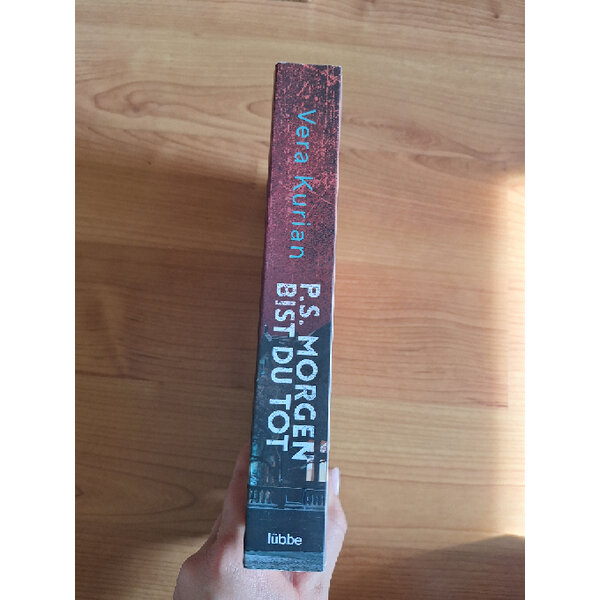 Vera Kurian
P.S. MORGEN
BIST DU TOT
lübbe